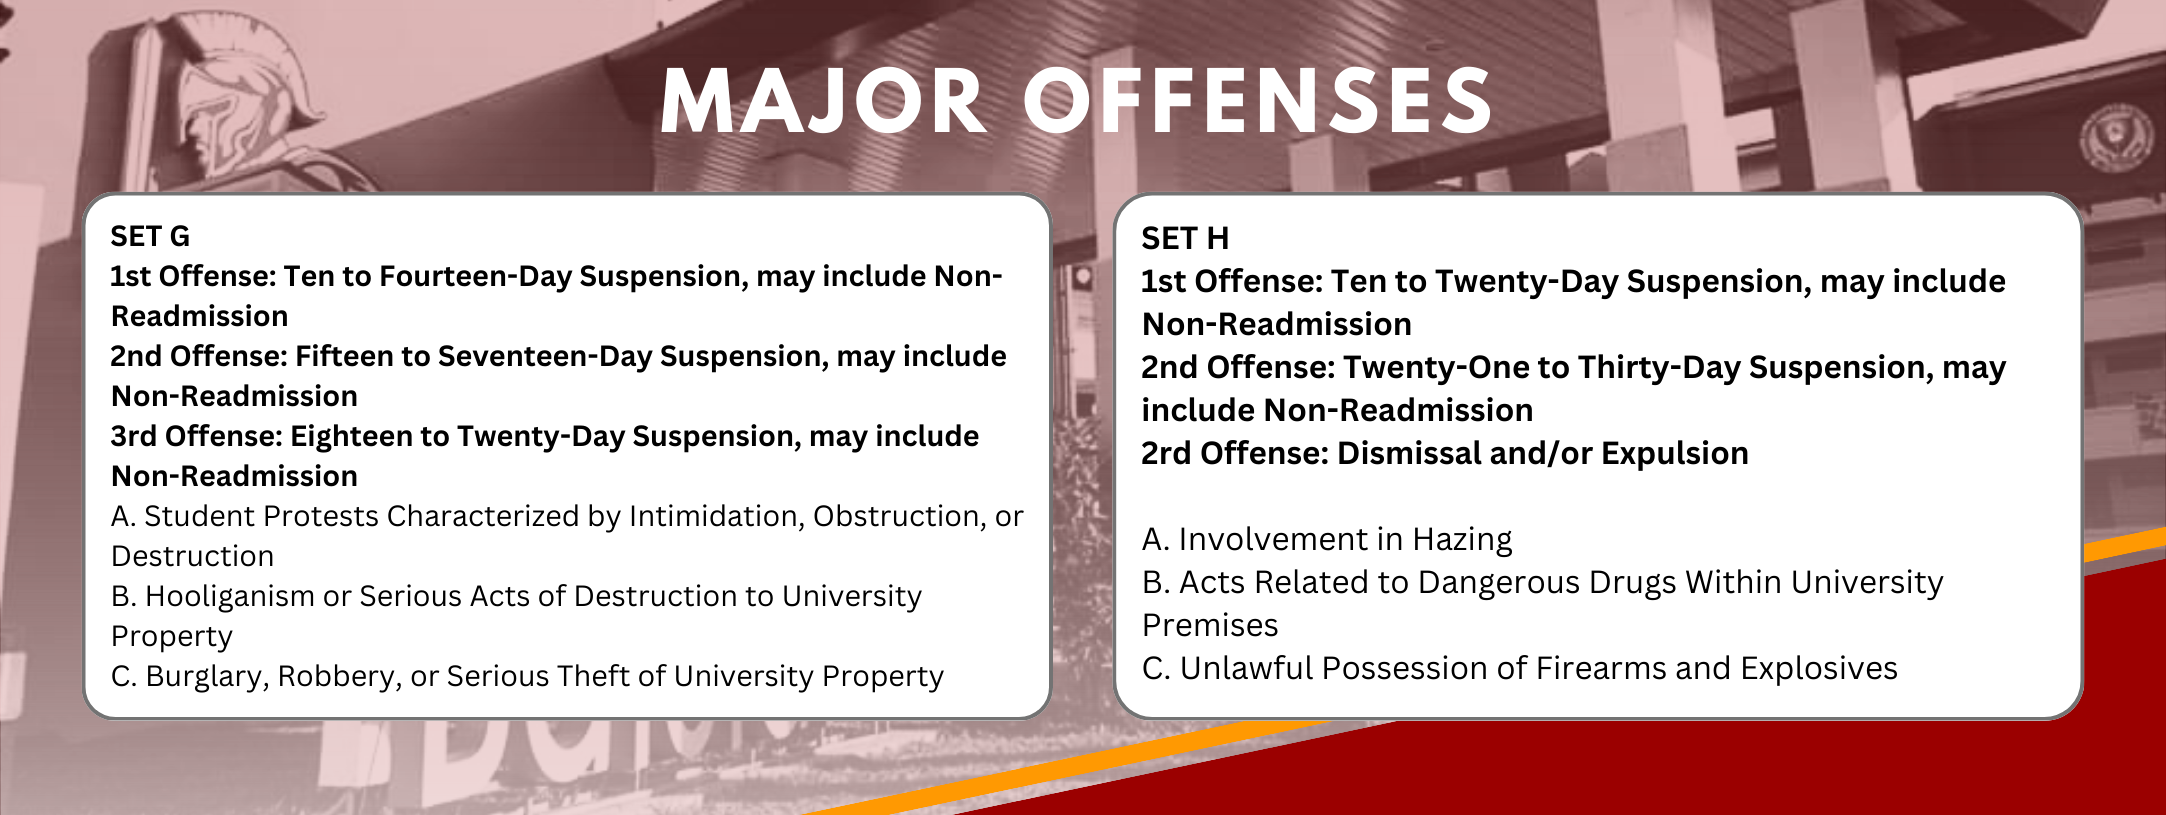 MAJOR OFFENSES
SET G
1st Offense: Ten to Fourteen-Day Suspension, may include Non-
Readmission
2nd Offense: Fifteen to Seventeen-Day Suspension, may include
Non-Readmission
3rd Offense: Eighteen to Twenty-Day Suspension, may include
Non-Readmission
A. Student Protests Characterized by Intimidation, Obstruction, or
Destruction
B. Hooliganism or Serious Acts of Destruction to University
Property
C. Burglary, Robbery, or Serious Theft of University Property
SET H
1st Offense: Ten to Twenty-Day Suspension, may include
Non-Readmission
2nd Offense: Twenty-One to Thirty-Day Suspension, may
include Non-Readmission
2rd Offense: Dismissal and/or Expulsion
A. Involvement in Hazing
B. Acts Related to Dangerous Drugs Within University
Premises
C. Unlawful Possession of Firearms and Explosives